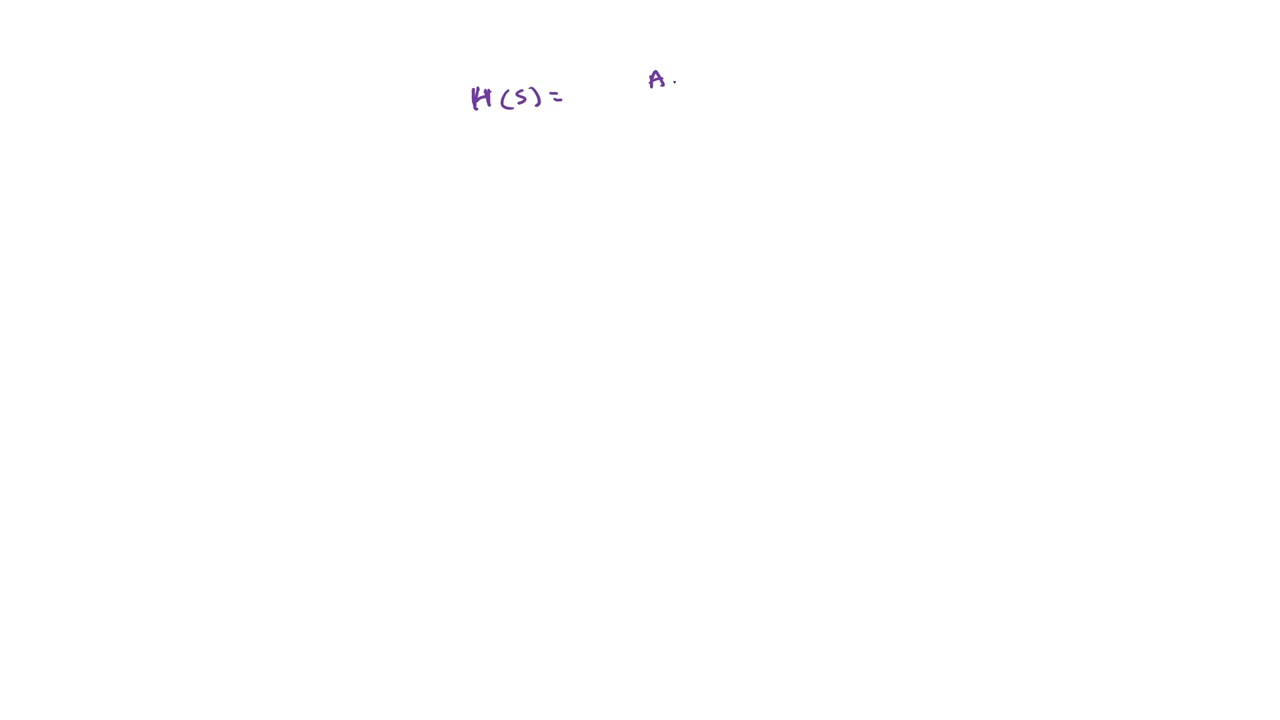 H(s) = A.